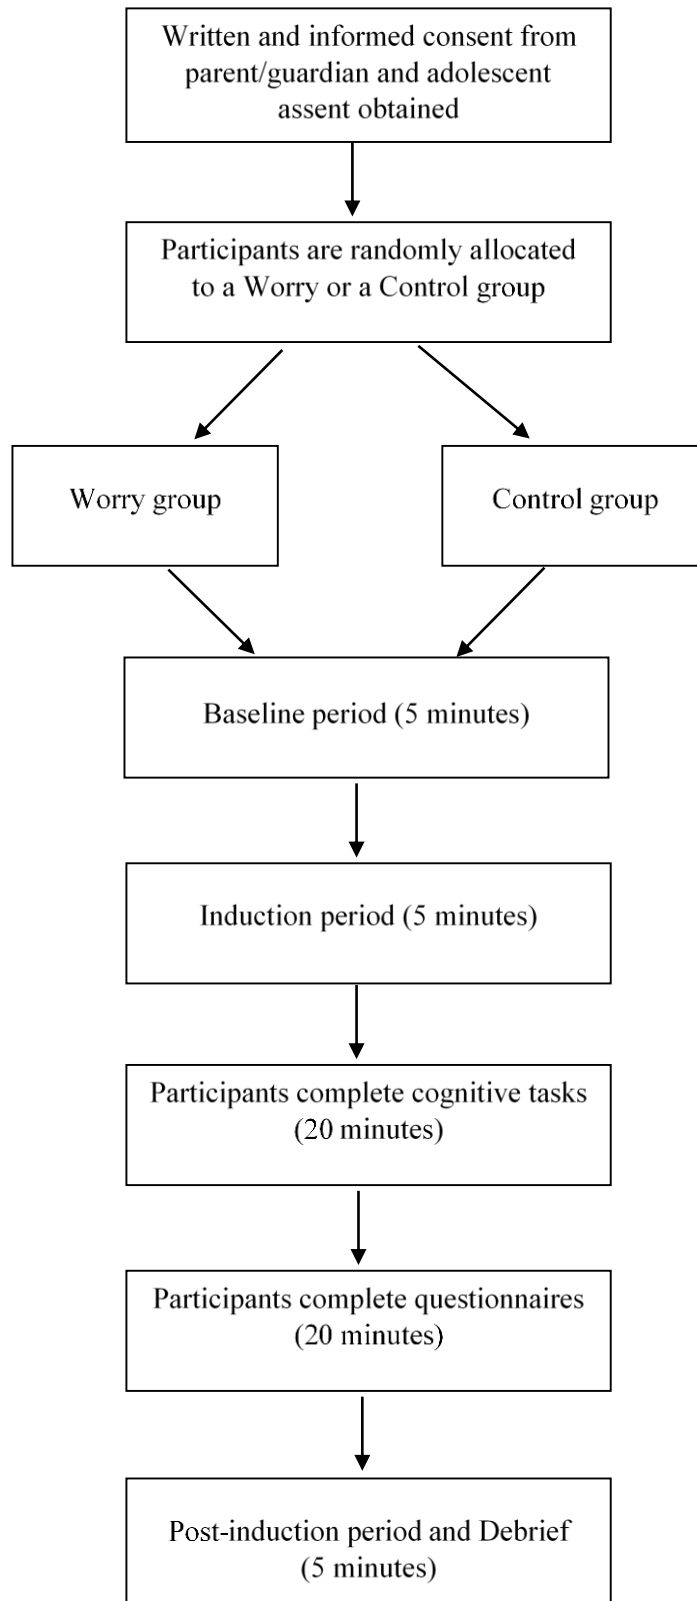 Written and informed consent from
parent/guardian and adolescent
assent obtained
Participants are randomly allocated
to a Worry or a Control group
Worry group
Control group
Baseline period (5 minutes)
Induction period (5 minutes)
Participants complete cognitive tasks
(20 minutes)
Participants complete questionnaires
(20 minutes)
Post-induction period and Debrief
(5 minutes)